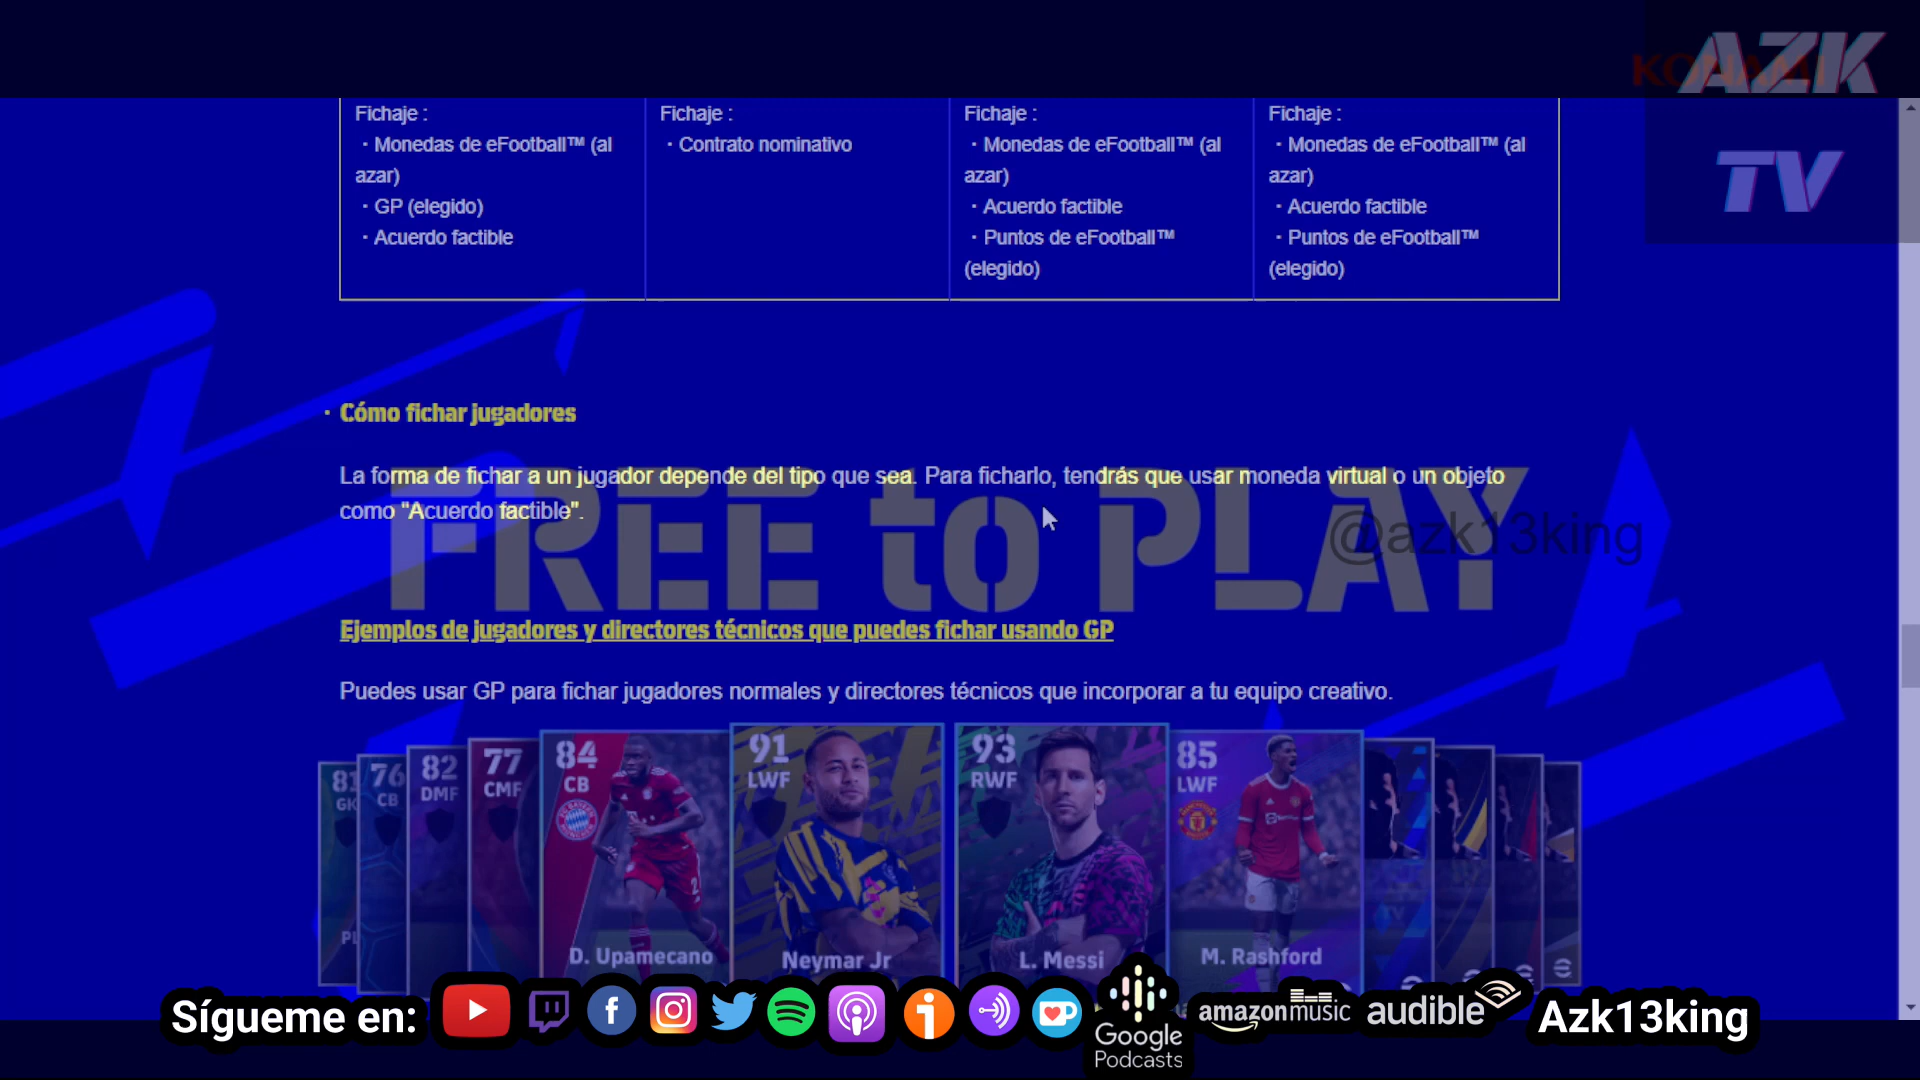 AZK
KONAMI
TV
Fichaje :
・Monedas de eFootball™ (al
azar)
・GP (elegido)
・Acuerdo factible
Fichaje :
・Contrato nominativo
Fichaje :
・Monedas de eFootball™ (al
azar)
・Acuerdo factible
・Puntos de eFootball™
(elegido)
Fichaje :
・Monedas de eFootball™ (al
azar)
・Acuerdo factible
・Puntos de eFootball™
(elegido)
· Cómo fichar jugadores
La forma de fichar a un jugador depende del tipo que sea. Para ficharlo, tendrás que usar moneda virtual o un objeto
como "Acuerdo factible".
FREE to PLAY
@azk13king
Ejemplos de jugadores y directores técnicos que puedes fichar usando GP
Puedes usar GP para fichar jugadores normales y directores técnicos que incorporar a tu equipo creativo.
81
GK
76
CB
82
DMF
77
CMF
84
CB
D. Upamecano
91
LWF
Neymar Jr
93
RWF
L. Messi
85
LWF
M. Rashford
Sígueme en:
Google
Podcasts
amazon music
audible
Azk13king